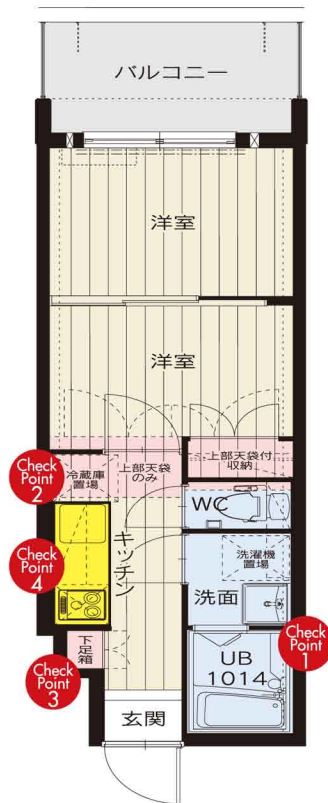 バルコニー
洋室
洋室
Check
Point
2
冷蔵庫
置場
上部天袋
のみ
上部天袋付
収納
WC
Check
Point
4
キッチン
洗濯機
置場
洗面
下足箱
Check
Point
3
UB
1014
Check
Point
1
玄関